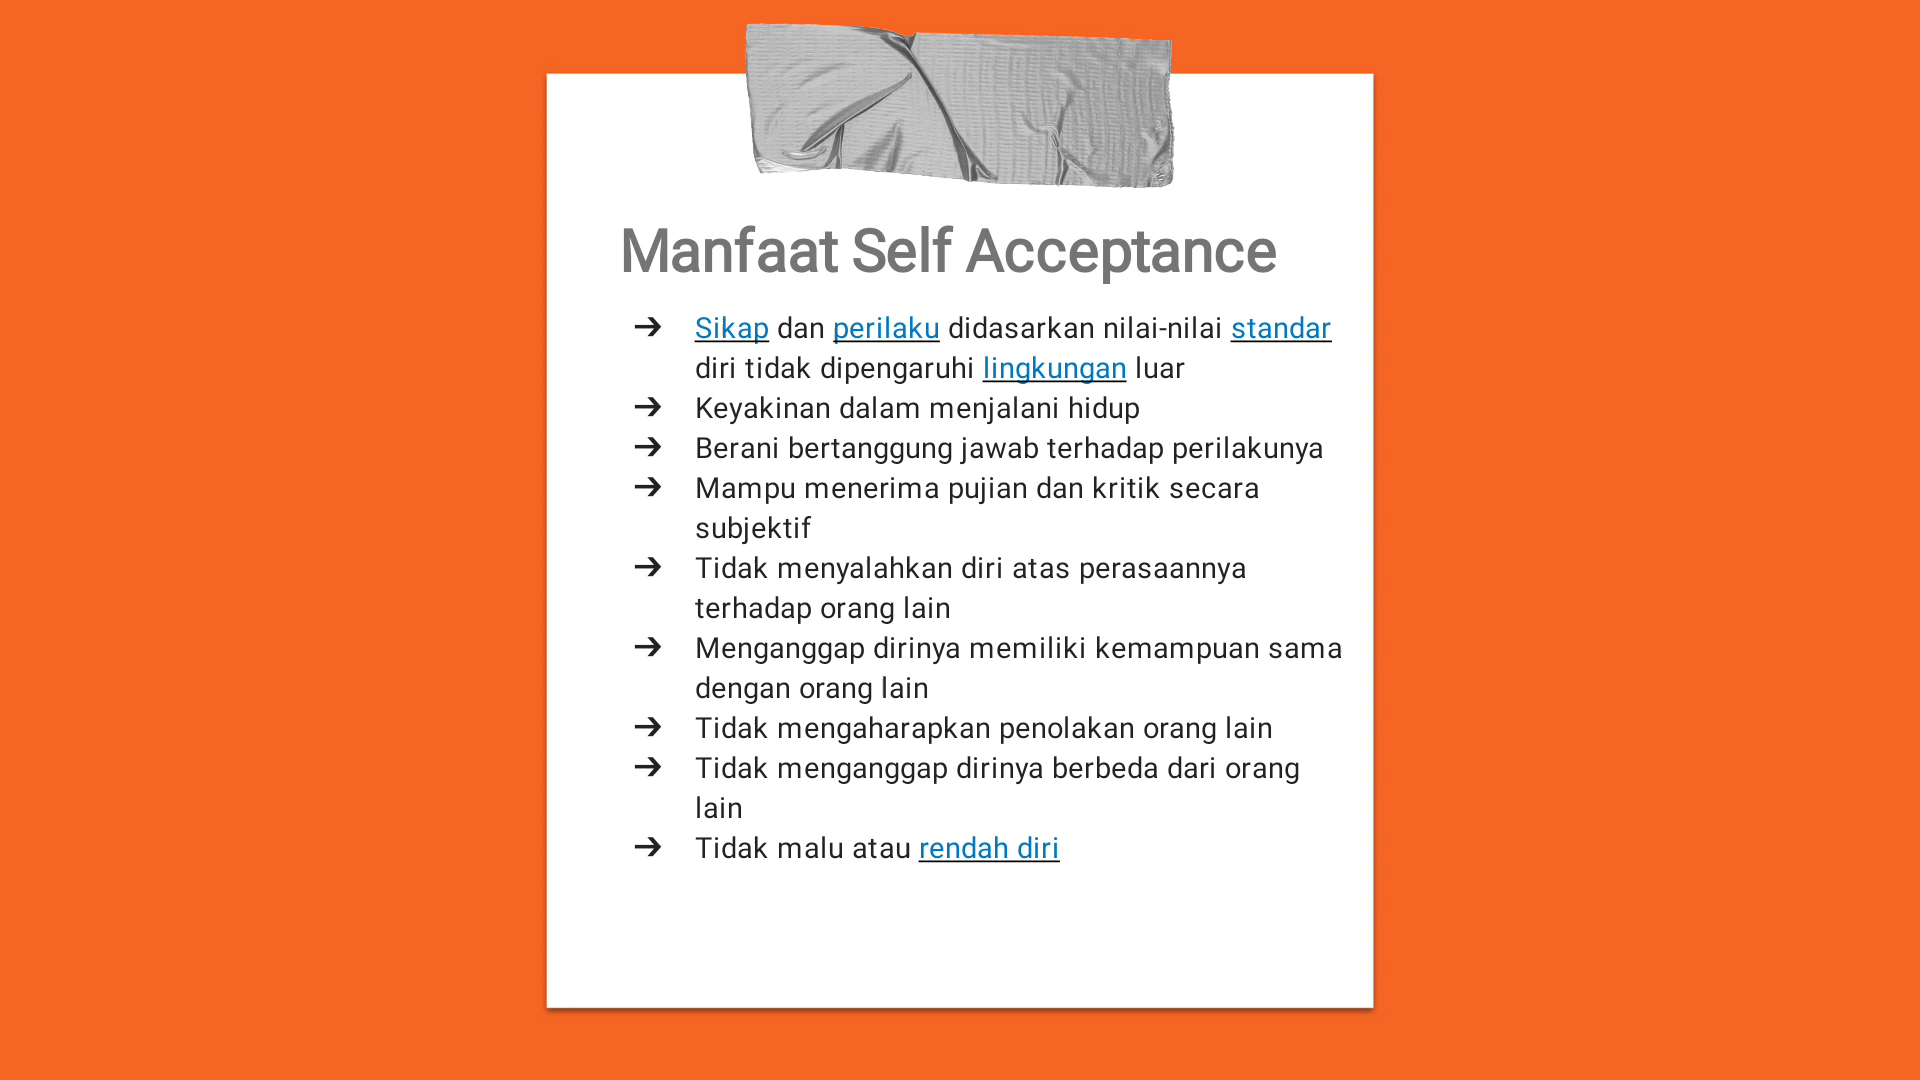 Manfaat Self Acceptance
➔ Sikap dan perilaku didasarkan nilai-nilai standar
diri tidak dipengaruhi lingkungan luar
➔ Keyakinan dalam menjalani hidup
➔ Berani bertanggung jawab terhadap perilakunya
➔ Mampu menerima pujian dan kritik secara
subjektif
➔ Tidak menyalahkan diri atas perasaannya
terhadap orang lain
➔ Menganggap dirinya memiliki kemampuan sama
dengan orang lain
➔ Tidak mengaharapkan penolakan orang lain
➔ Tidak menganggap dirinya berbeda dari orang
lain
➔ Tidak malu atau rendah diri